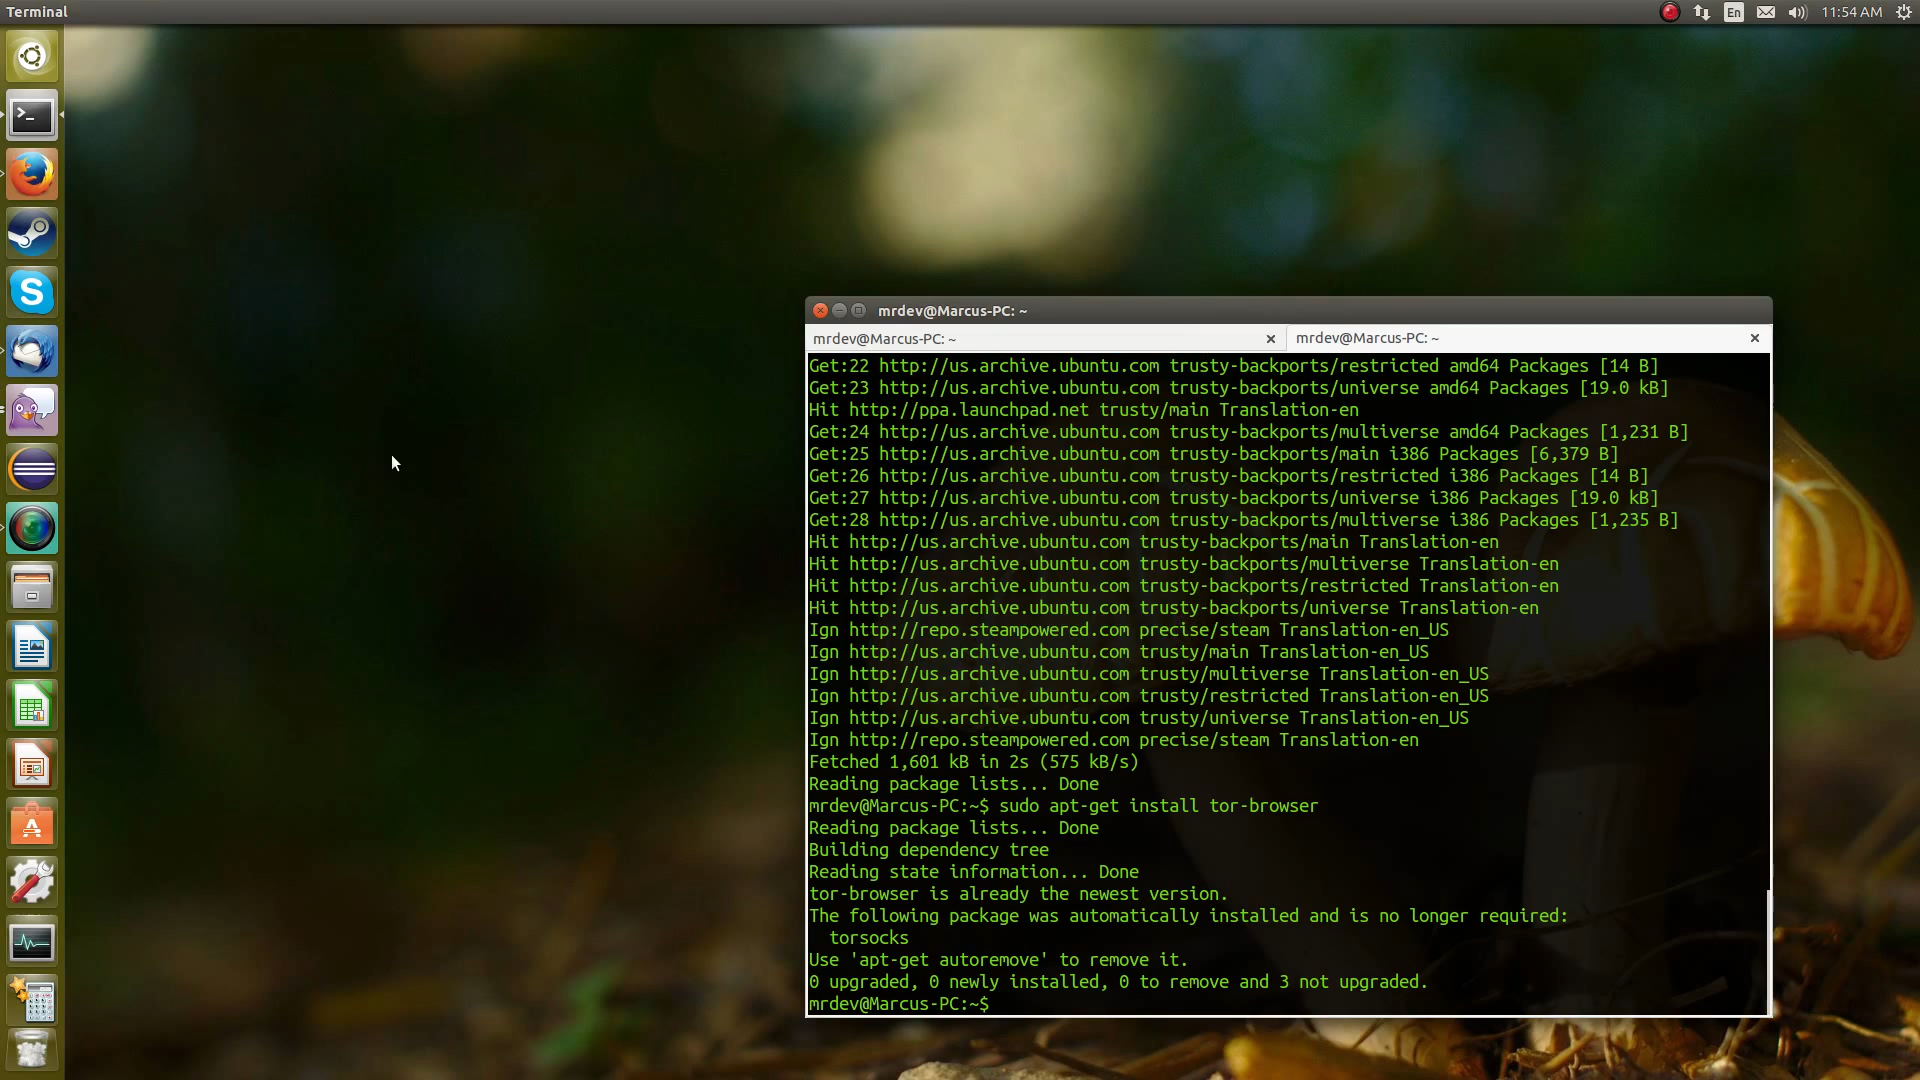 Terminal
En
11:54 AM
mrdev@Marcus-PC: ~
mrdev@Marcus-PC: ~
mrdev@Marcus-PC: ~
Get:22 http://us.archive.ubuntu.com trusty-backports/restricted amd64 Packages [14 B]
Get:23 http://us.archive.ubuntu.com trusty-backports/universe amd64 Packages [19.0 kB]
Hit http://ppa.launchpad.net trusty/main Translation-en
Get:24 http://us.archive.ubuntu.com trusty-backports/multiverse amd64 Packages [1,231 B]
Get:25 http://us.archive.ubuntu.com trusty-backports/main i386 Packages [6,379 B]
Get:26 http://us.archive.ubuntu.com trusty-backports/restricted i386 Packages [14 B]
Get:27 http://us.archive.ubuntu.com trusty-backports/universe i386 Packages [19.0 kB]
Get:28 http://us.archive.ubuntu.com trusty-backports/multiverse i386 Packages [1,235 B]
Hit http://us.archive.ubuntu.com trusty-backports/main Translation-en
Hit http://us.archive.ubuntu.com trusty-backports/multiverse Translation-en
Hit http://us.archive.ubuntu.com trusty-backports/restricted Translation-en
Hit http://us.archive.ubuntu.com trusty-backports/universe Translation-en
Ign http://repo.steampowered.com precise/steam Translation-en_US
Ign http://us.archive.ubuntu.com trusty/main Translation-en_US
Ign http://us.archive.ubuntu.com trusty/multiverse Translation-en_US
Ign http://us.archive.ubuntu.com trusty/restricted Translation-en_US
Ign http://us.archive.ubuntu.com trusty/universe Translation-en_US
Ign http://repo.steampowered.com precise/steam Translation-en
Fetched 1,601 kB in 2s (575 kB/s)
Reading package lists... Done
mrdev@Marcus-PC:~$ sudo apt-get install tor-browser
Reading package lists... Done
Building dependency tree
Reading state information... Done
tor-browser is already the newest version.
The following package was automatically installed and is no longer required:
  torsocks
Use 'apt-get autoremove' to remove it.
0 upgraded, 0 newly installed, 0 to remove and 3 not upgraded.
mrdev@Marcus-PC:~$